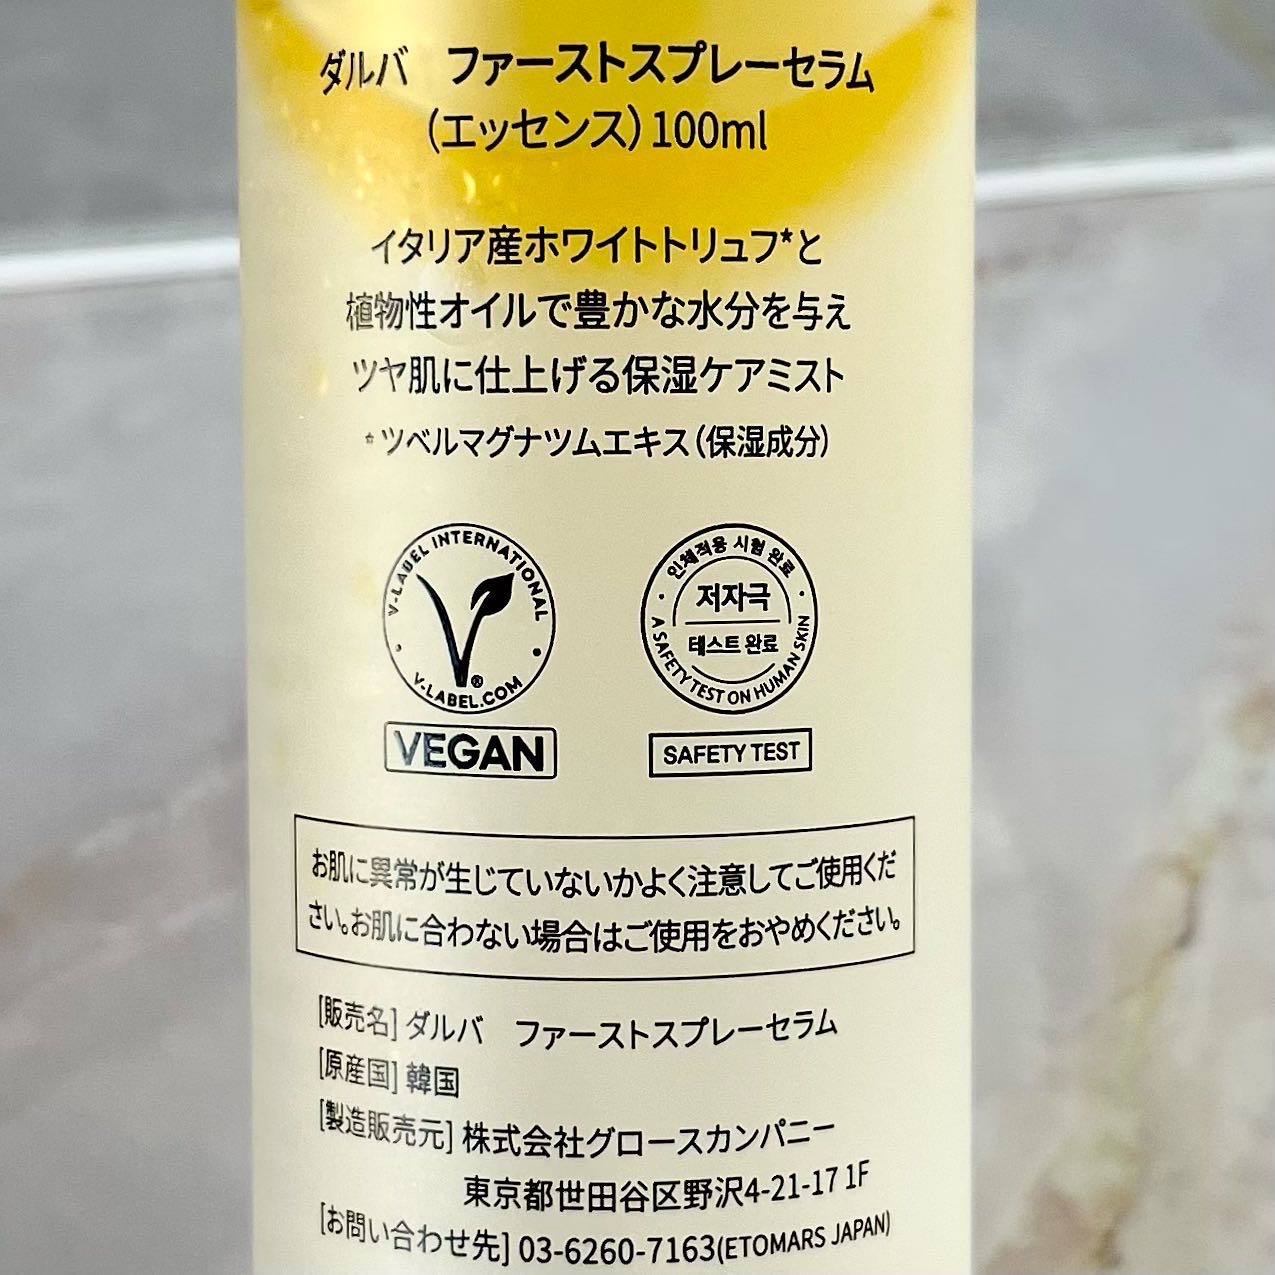 ダルバ　ファーストスプレーセラム
(エッセンス) 100ml
イタリア産ホワイトトリュフ*と
植物性オイルで豊かな水分を与え
ツヤ肌に仕上げる保湿ケアミスト
*ツベルマグナツムエキス(保湿成分)
V-LABEL INTERNATIONAL
V-LABEL.COM
®
VEGAN
인체적용 시험 완료
저자극
테스트 완료
A SAFETY TEST ON HUMAN SKIN
SAFETY TEST
お肌に異常が生じていないかよく注意してご使用くだ
さい。お肌に合わない場合はご使用をおやめください。
[販売名] ダルバ　ファーストスプレーセラム
[原産国] 韓国
[製造販売元] 株式会社グロースカンパニー
東京都世田谷区野沢4-21-17 1F
[お問い合わせ先] 03-6260-7163(ETOMARS JAPAN)